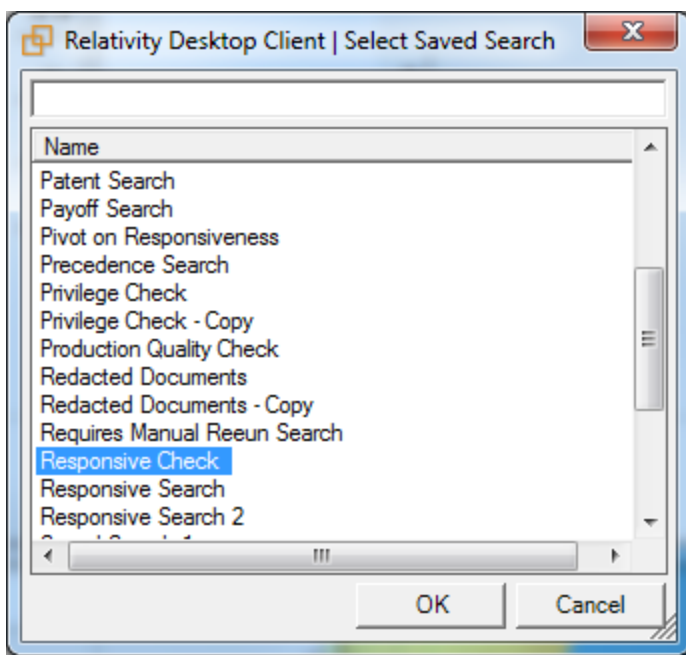 Relativity Desktop Client | Select Saved Search
Name
Patent Search
Payoff Search
Pivot on Responsiveness
Precedence Search
Privilege Check
Privilege Check - Copy
Production Quality Check
Redacted Documents
Redacted Documents - Copy
Requires Manual Reeun Search
Responsive Check
Responsive Search
Responsive Search 2
OK Cancel